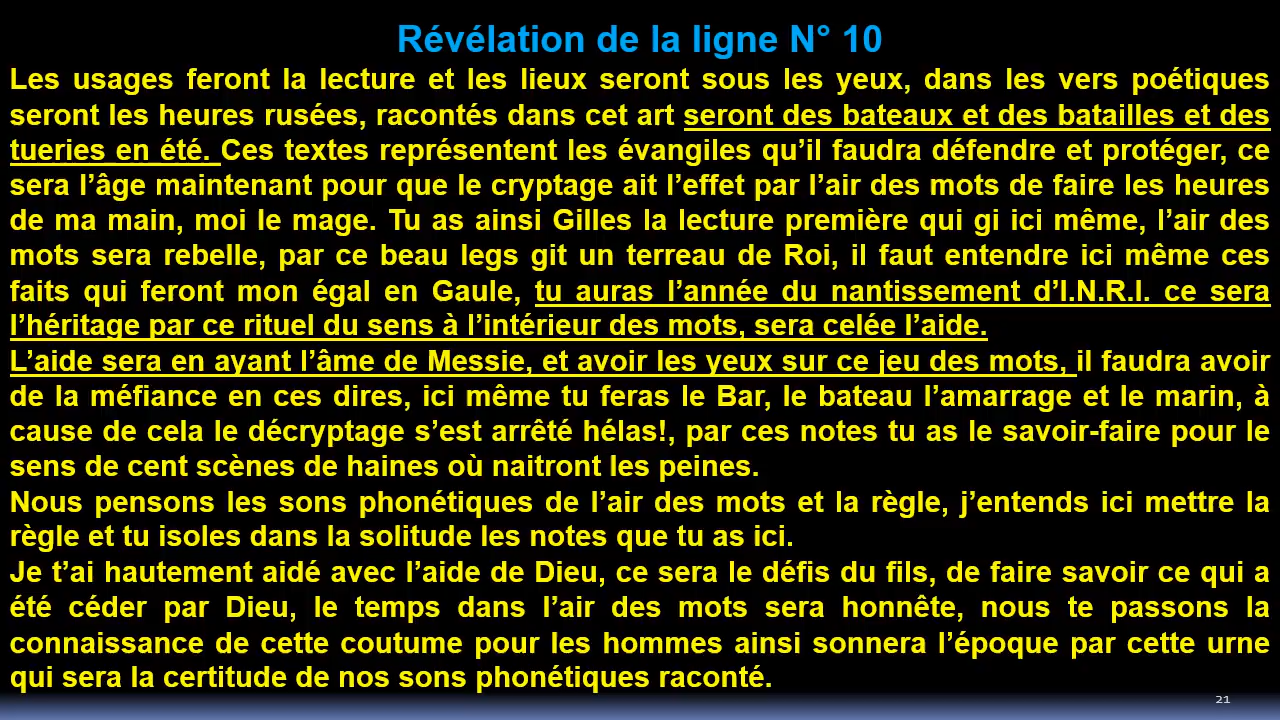 Révélation de la ligne N° 10
Les usages feront la lecture et les lieux seront sous les yeux, dans les vers poétiques
seront les heures rusées, racontés dans cet art seront des bateaux et des batailles et des
tueries en été. Ces textes représentent les évangiles qu’il faudra défendre et protéger, ce
sera l’âge maintenant pour que le cryptage ait l’effet par l’air des mots de faire les heures
de ma main, moi le mage. Tu as ainsi Gilles la lecture première qui gi ici même, l’air des
mots sera rebelle, par ce beau legs git un terreau de Roi, il faut entendre ici même ces
faits qui feront mon égal en Gaule, tu auras l’année du nantissement d’I.N.R.I. ce sera
l’héritage par ce rituel du sens à l’intérieur des mots, sera celée l’aide.
L’aide sera en ayant l’âme de Messie, et avoir les yeux sur ce jeu des mots, il faudra avoir
de la méfiance en ces dires, ici même tu feras le Bar, le bateau l’amarrage et le marin, à
cause de cela le décryptage s’est arrêté hélas!, par ces notes tu as le savoir-faire pour le
sens de cent scènes de haines où naitront les peines.
Nous pensons les sons phonétiques de l’air des mots et la règle, j’entends ici mettre la
règle et tu isoles dans la solitude les notes que tu as ici.
Je t’ai hautement aidé avec l’aide de Dieu, ce sera le défis du fils, de faire savoir ce qui a
été céder par Dieu, le temps dans l’air des mots sera honnête, nous te passons la
connaissance de cette coutume pour les hommes ainsi sonnera l’époque par cette urne
qui sera la certitude de nos sons phonétiques raconté.
21